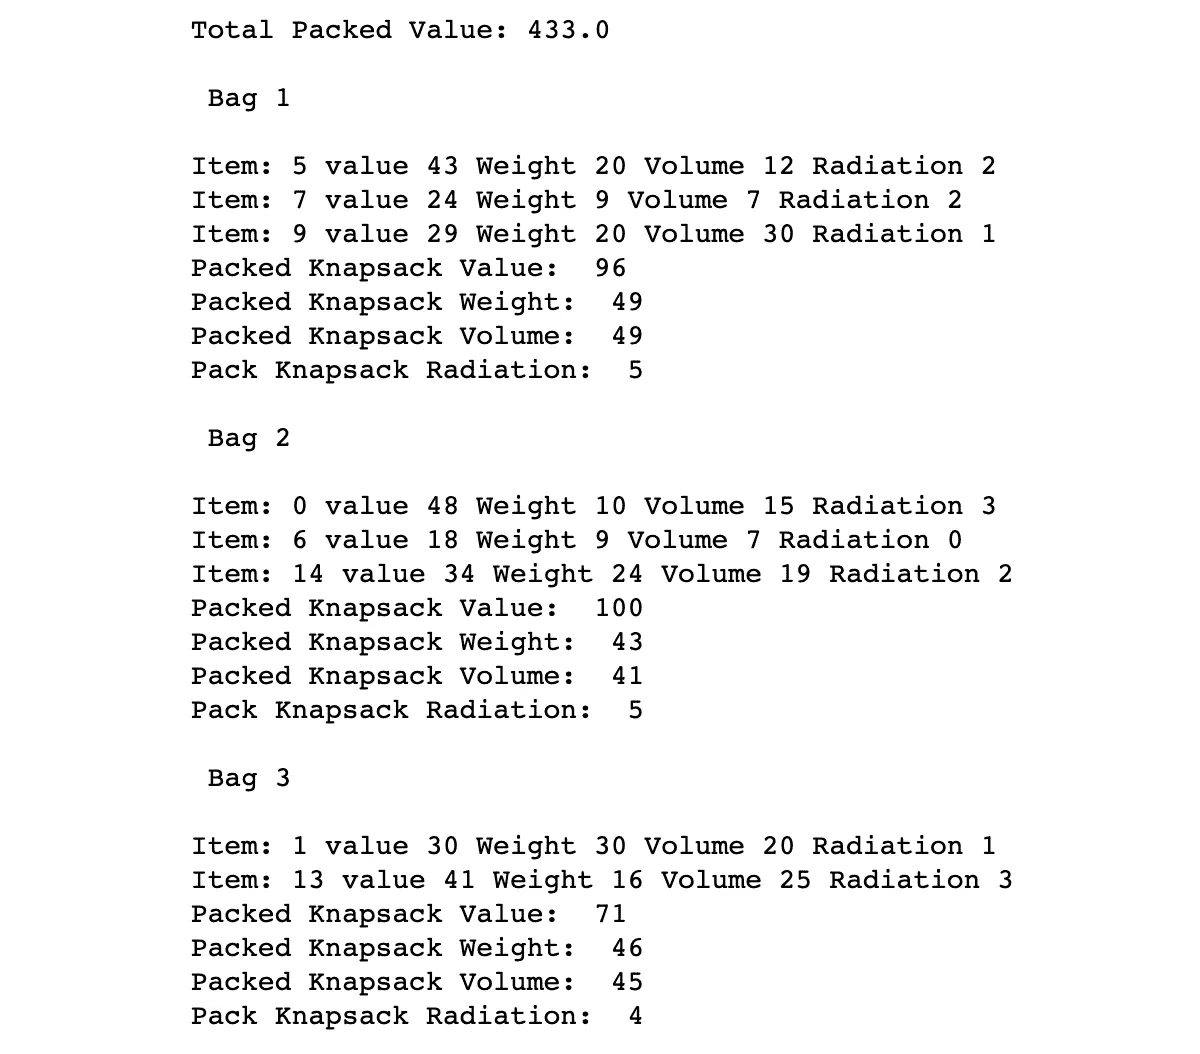 Total Packed Value: 433.0
Bag 1
Item: 5 value 43 Weight 20 Volume 12 Radiation 2
Item: 7 value 24 Weight 9 Volume 7 Radiation 2
Item: 9 value 29 Weight 20 Volume 30 Radiation 1
Packed Knapsack Value: 96
Packed Knapsack Weight: 49
Packed Knapsack Volume: 49
Pack Knapsack Radiation: 5
Bag 2
Item: 0 value 48 Weight 10 Volume 15 Radiation 3
Item: 6 value 18 Weight 9 Volume 7 Radiation 0
Item: 14 value 34 Weight 24 Volume 19 Radiation 2
Packed Knapsack Value: 100
Packed Knapsack Weight: 43
Packed Knapsack Volume: 41
Pack Knapsack Radiation: 5
Bag 3
Item: 1 value 30 Weight 30 Volume 20 Radiation 1
Item: 13 value 41 Weight 16 Volume 25 Radiation 3
Packed Knapsack Value: 71
Packed Knapsack Weight: 46
Packed Knapsack Volume: 45
Pack Knapsack Radiation: 4